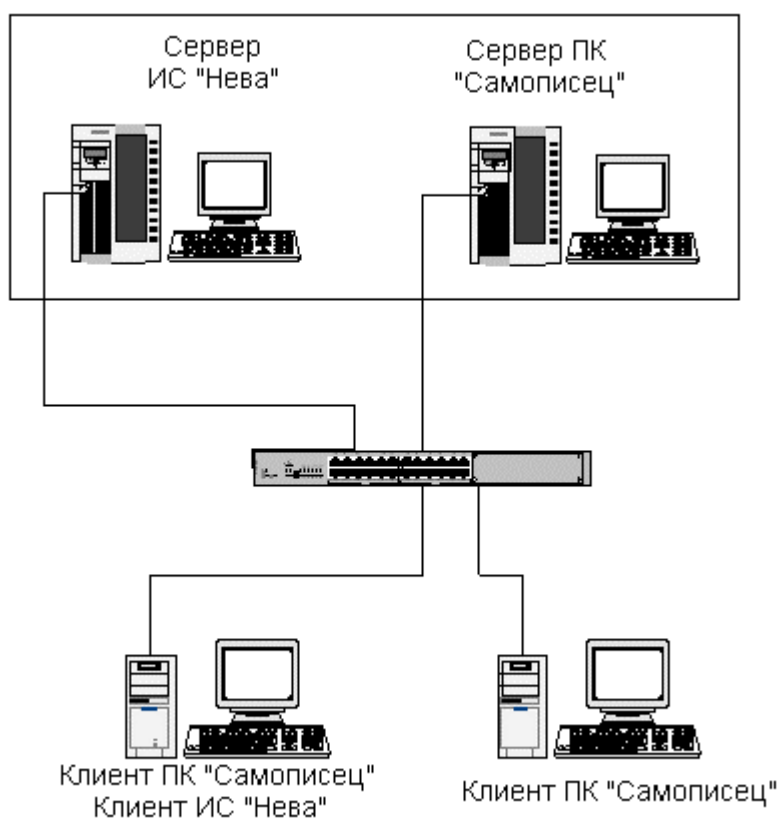 Сервер
ИС "Нева"
Сервер ПК
"Самописец"
Клиент ПК "Самописец"
Клиент ИС "Нева"
Клиент ПК "Самописец"